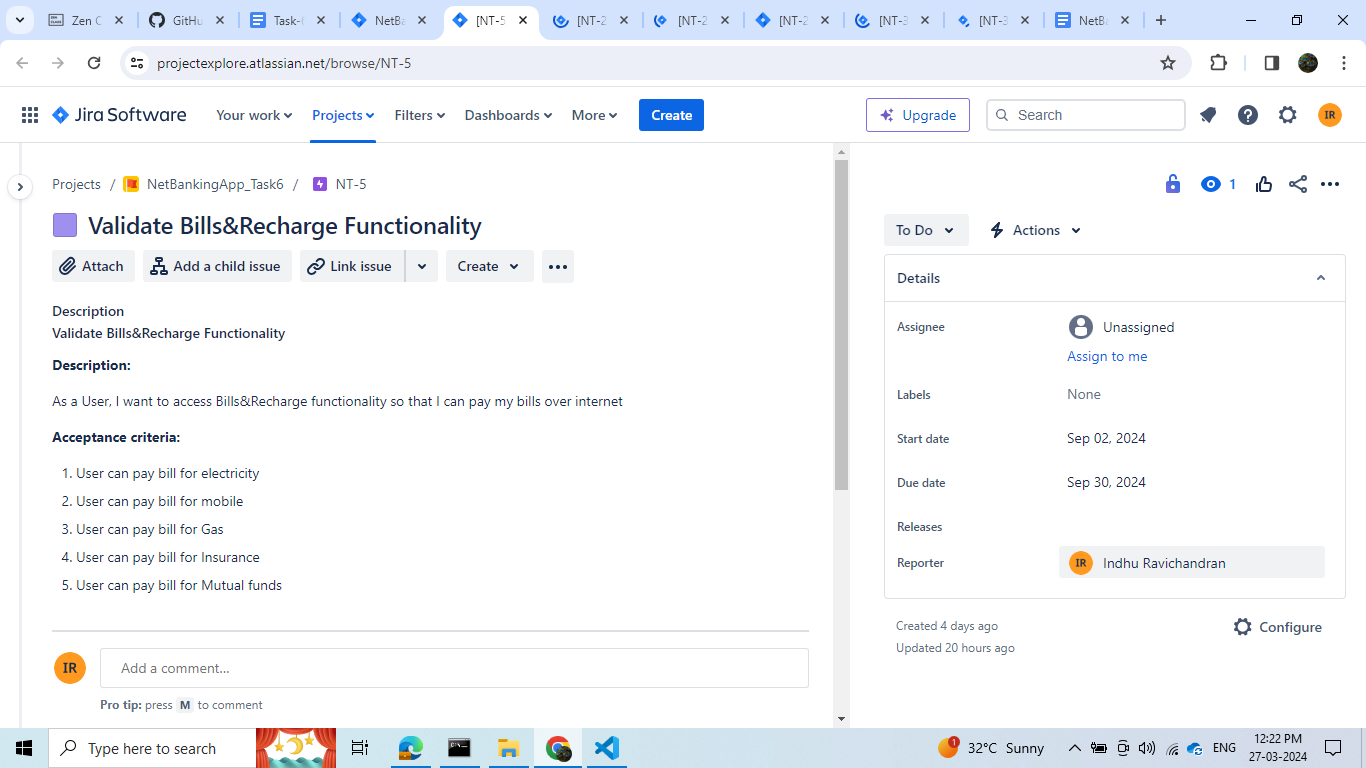 Zen C
GitHu
Task-
NetBa
[NT-5
[NT-2
[NT-2
[NT-2
[NT-3
[NT-3
NetBa
projectexplore.atlassian.net/browse/NT-5
Jira Software Your work Projects Filters Dashboards More Create Upgrade Search IR
Projects / NetBankingApp_Task6 / NT-5 1
Validate Bills&Recharge Functionality
To Do Actions
Attach Add a child issue Link issue Create
Details
Description
Validate Bills&Recharge Functionality
Description:
As a User, I want to access Bills&Recharge functionality so that I can pay my bills over internet
Acceptance criteria:
1. User can pay bill for electricity
2. User can pay bill for mobile
3. User can pay bill for Gas
4. User can pay bill for Insurance
5. User can pay bill for Mutual funds
IR Add a comment...
Pro tip: press M to comment
Assignee Unassigned
Assign to me
Labels None
Start date Sep 02, 2024
Due date Sep 30, 2024
Releases
Reporter IR Indhu Ravichandran
Created 4 days ago
Configure
Updated 20 hours ago
Type here to search
1 32°C Sunny
ENG
12:22 PM
27-03-2024